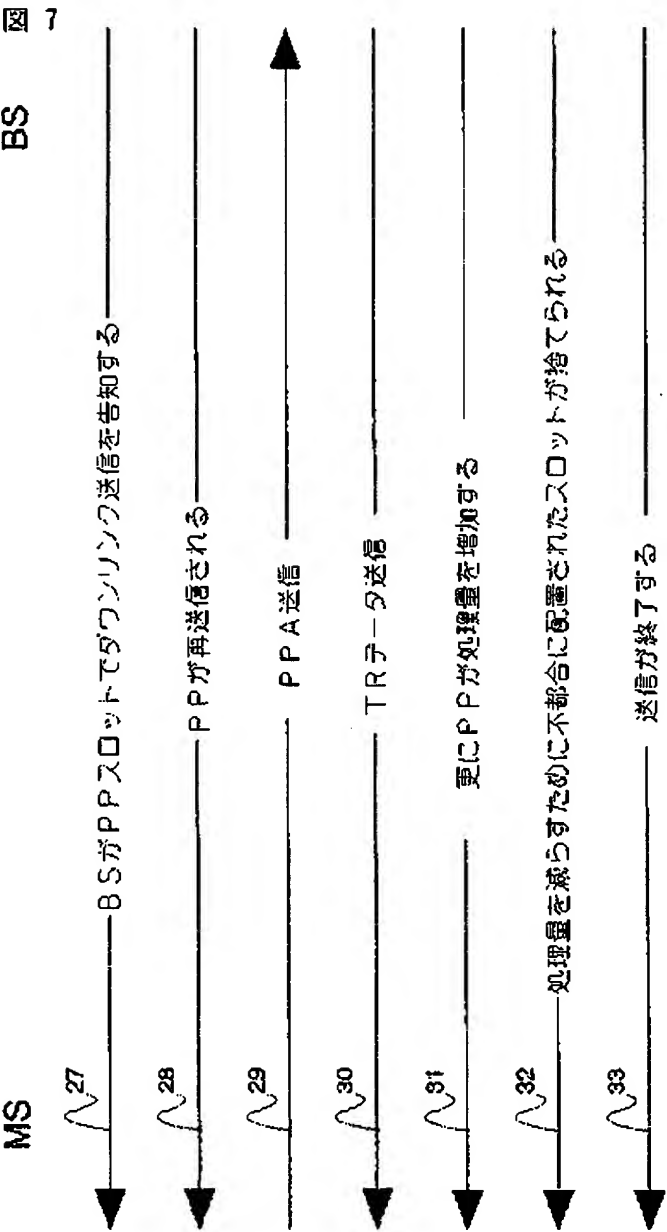 図 7
MS
BS
27
BSがPPスロットでダウンリンク送信を告知する
28
PPが再送信される
29
PPA送信
30
TRデータ送信
31
更にPPが処理量を増加する
32
処理量を減らすために不都合に配置されたスロットが捨てられる
33
送信が終了する